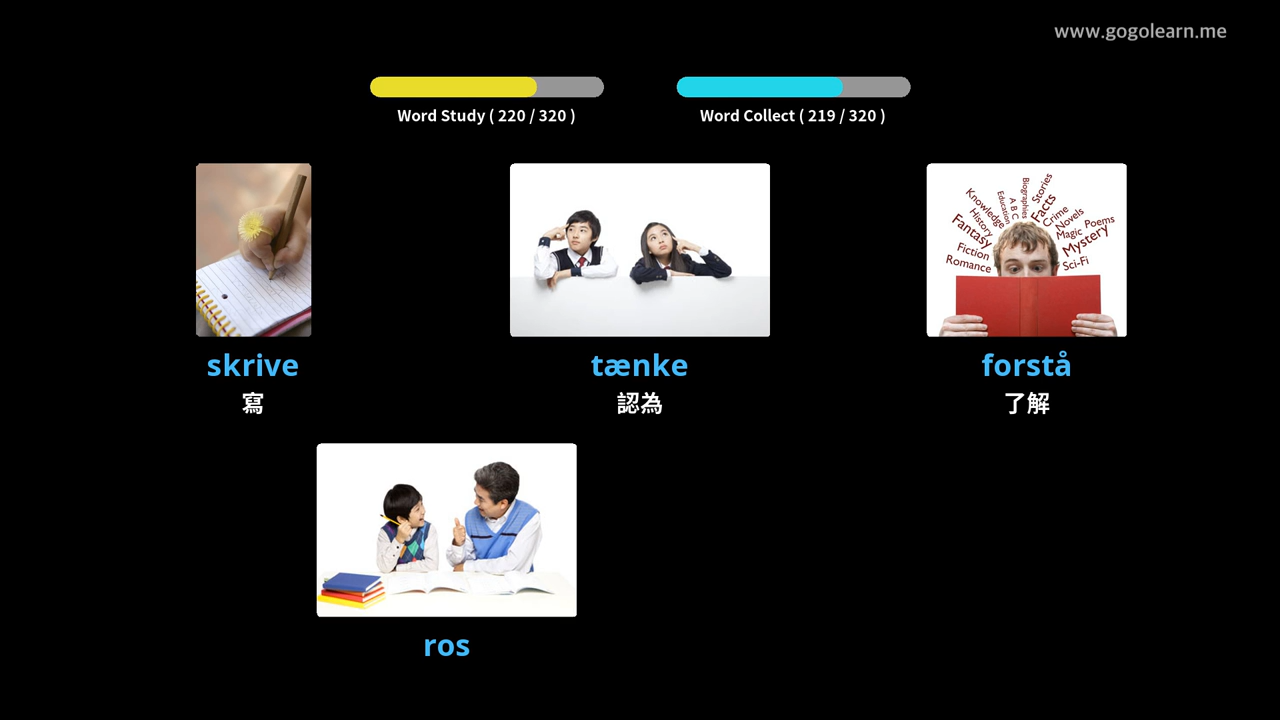 www.gogolearn.me
Word Study ( 220 / 320 )
Word Collect ( 219 / 320 )
Knowledge
History
Fantasy
Fiction
Romance
Education
A B C
Biographies
Stories
Facts
Crime
Novels
Magic
Poems
Mystery
Sci-Fi
skrive
寫
tænke
認為
forstå
了解
ros